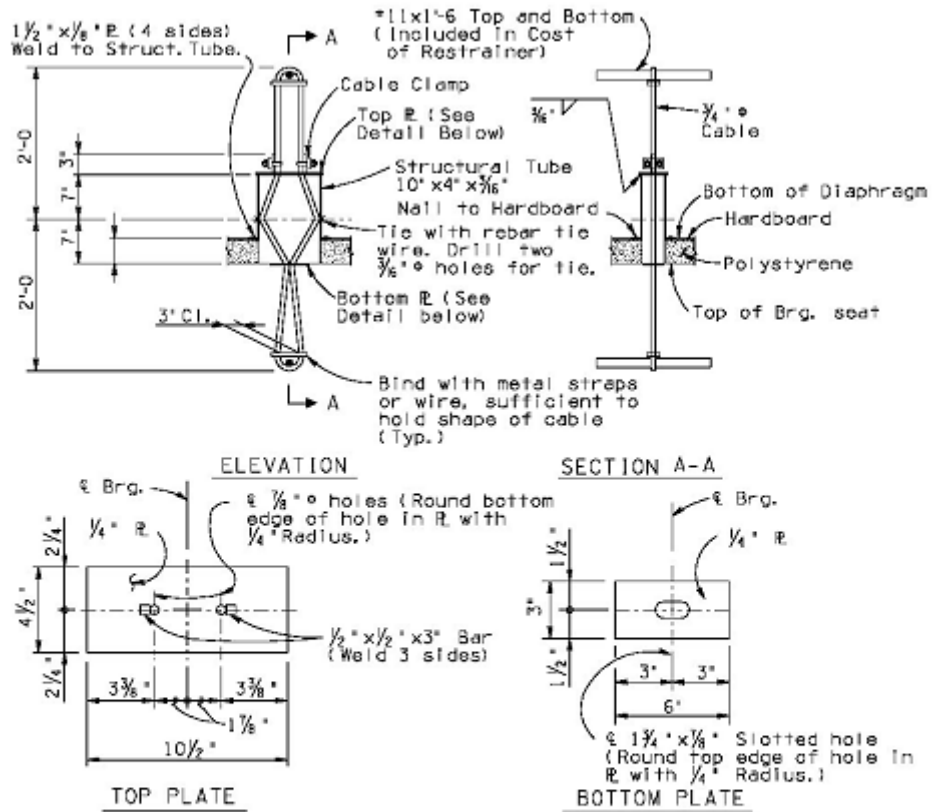 1½" x⅛" ℞ (4 sides)
Weld to Struct. Tube.
A
*11x1'-6 Top and Bottom
(Included in Cost
of Restrainer)
Cable Clamp
Top ℞ (See
Detail Below)
Structural Tube
10" x4" x³⁄₁₆"
Nail to Hardboard
Tie with rebar tie
wire. Drill two
³⁄₁₆" ø holes for tie.
Bottom ℞ (See
Detail below)
³⁄₁₆"
¾" ø
Cable
Bottom of Diaphragm
Hardboard
Polystyrene
Top of Brg. seat
2'-0
3"
7"
7"
2'-0
3" Cl.
A
Bind with metal straps
or wire, sufficient to
hold shape of cable
(Typ.)
ELEVATION
SECTION A-A
℄ Brg.
℄ ⅞" ø holes (Round bottom
edge of hole in ℞ with
¼" Radius.)
¼" ℞
2¼"
4½"
2¼"
½" x½" x3" Bar
(Weld 3 sides)
3⅜"
3⅜"
1⅞"
10½"
TOP PLATE
℄ Brg.
¼" ℞
1½"
3"
1½"
3"
3"
6"
℄ 1¾" x⅞" Slotted hole
(Round top edge of hole in
℞ with ¼" Radius.)
BOTTOM PLATE